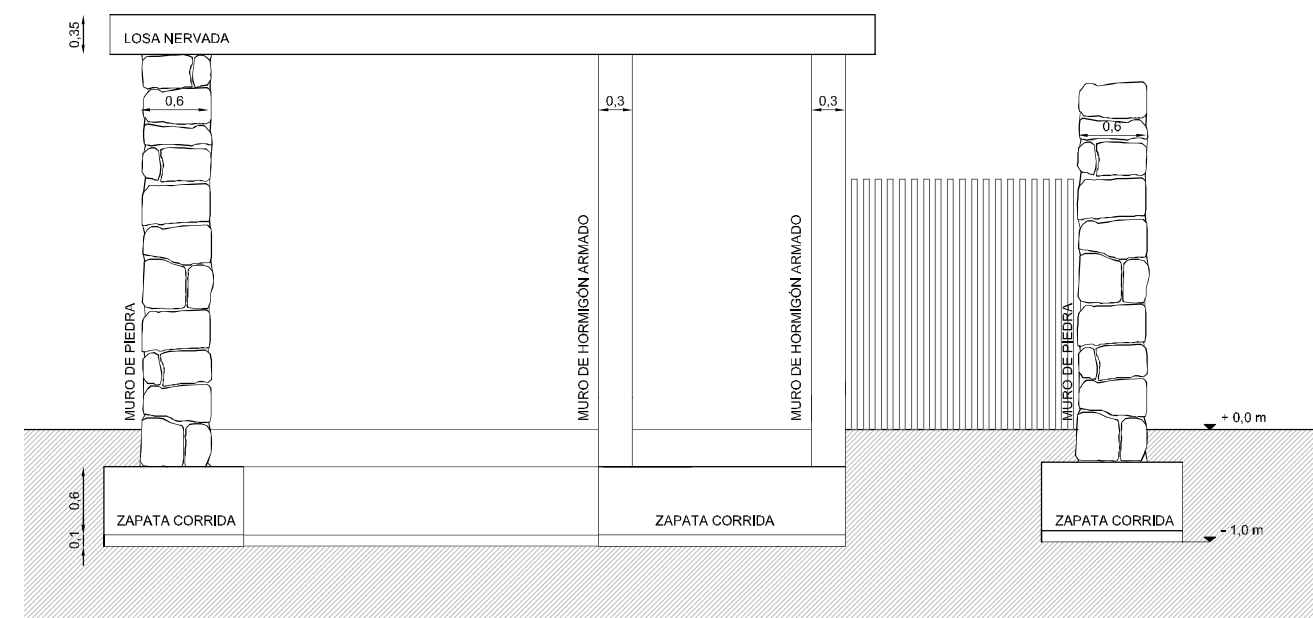 0,35
LOSA NERVADA
0,6
0,3
0,3
0,6
MURO DE PIEDRA
MURO DE HORMIGÓN ARMADO
MURO DE HORMIGÓN ARMADO
MURO DE PIEDRA
+ 0,0 m
0,6
ZAPATA CORRIDA
ZAPATA CORRIDA
ZAPATA CORRIDA
0,1
- 1,0 m